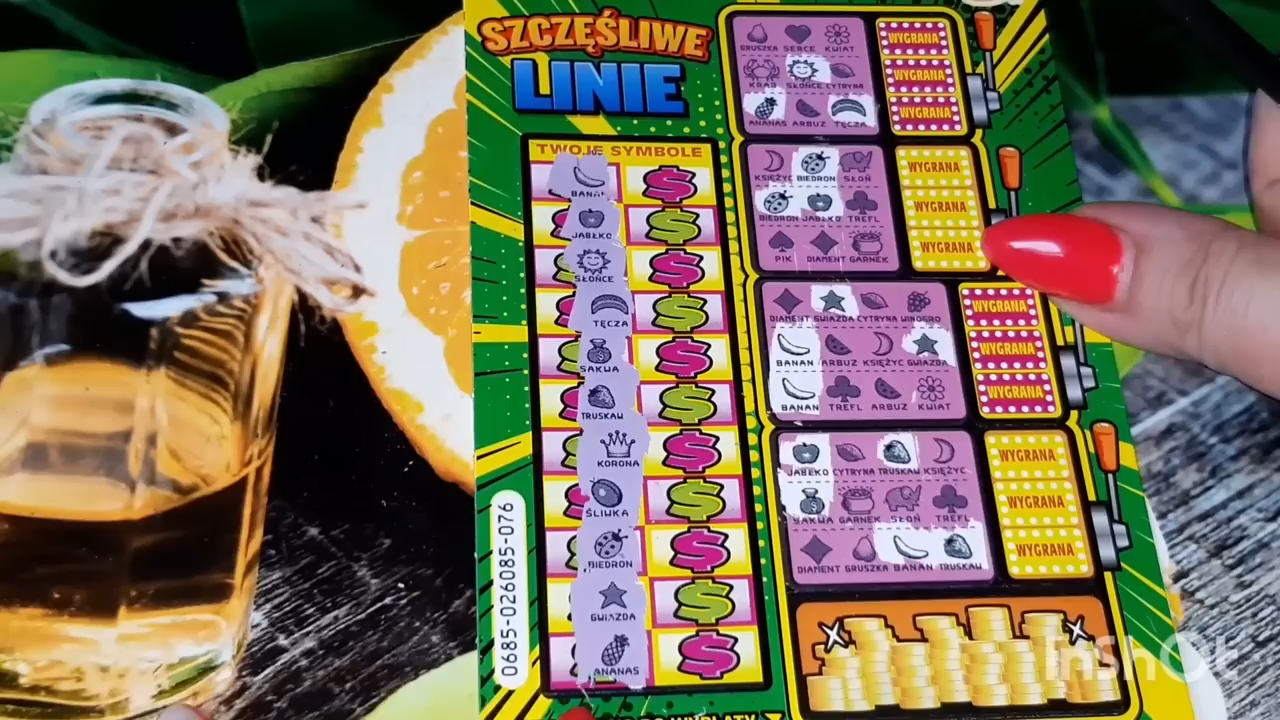 SZCZĘŚLIWE
LINIE
TWOJE SYMBOLE
BANAN
JABŁKO
SŁOŃCE
TĘCZA
SAKWA
TRUSKAW
KORONA
ŚLIWKA
BIEDRON
GWIAZDA
ANANAS
0685-026085-076
GRUSZKA SERCE KWIAT
KRAB SŁOŃCE CYTRYNA
ANANAS ARBUZ TĘCZA
WYGRANA
WYGRANA
WYGRANA
KSIĘŻYC BIEDRON SŁOŃ
BIEDRON JABŁKO TREFL
PIK DIAMENT GARNEK
WYGRANA
WYGRANA
WYGRANA
DIAMENT GWIAZDA CYTRYNA WINOGRO
BANAN ARBUZ KSIĘŻYC GWIAZDA
BANAN TREFL ARBUZ KWIAT
WYGRANA
WYGRANA
WYGRANA
JABŁKO CYTRYNA TRUSKAW KSIĘŻYC
SAKWA GARNEK SŁOŃ TREFL
DIAMENT GRUSZKA BANAN TRUSKAW
WYGRANA
WYGRANA
WYGRANA
InShOt